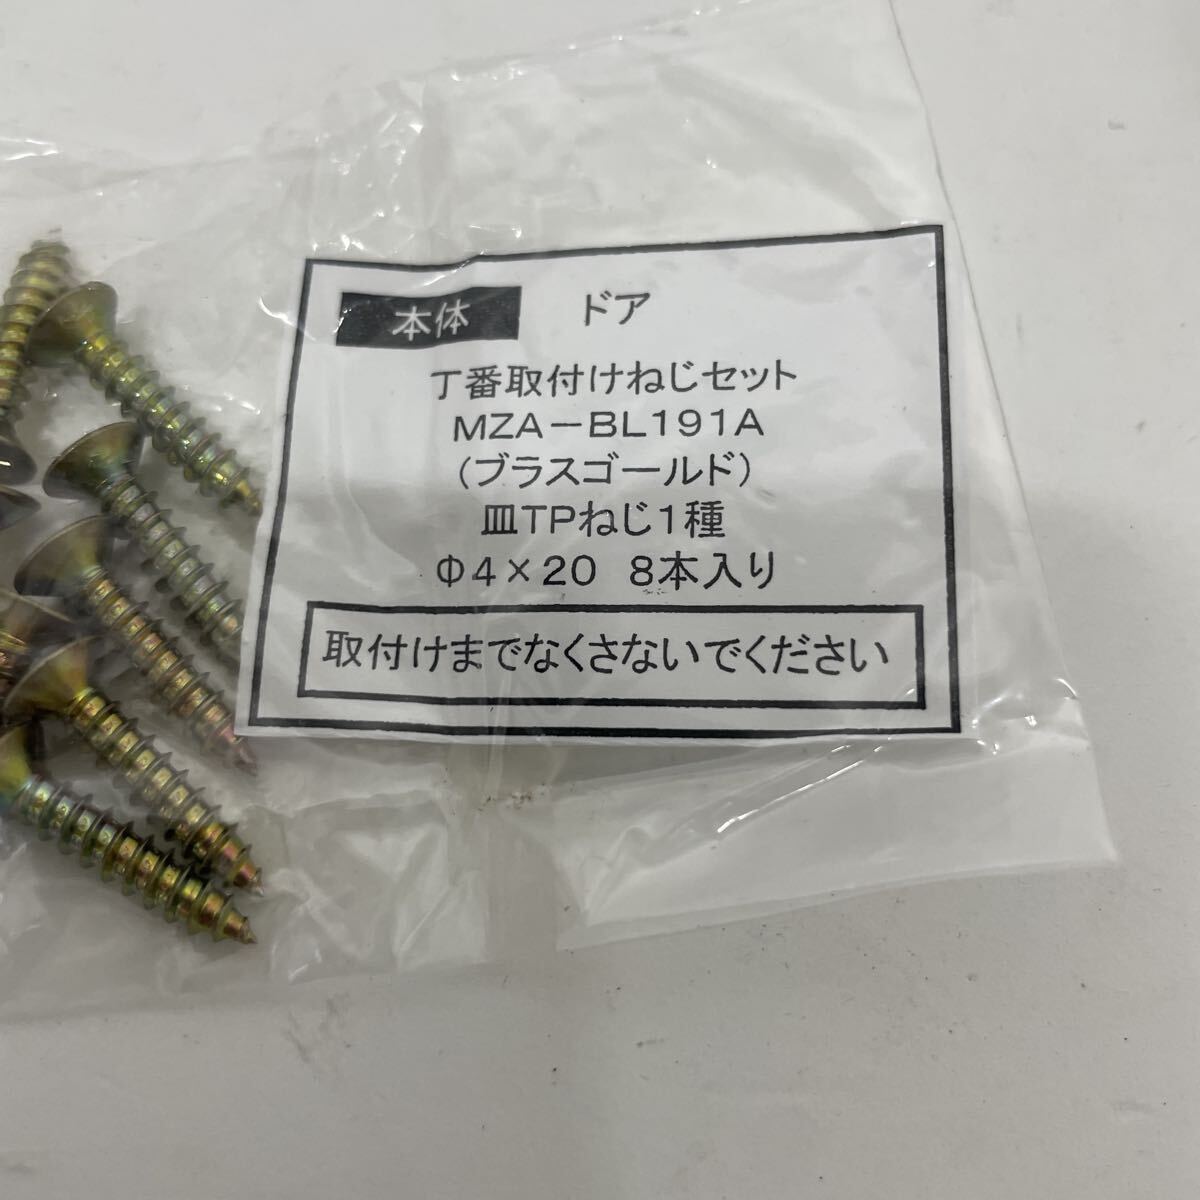 本体 ドア
丁番取付けねじセット
MZA－BL191A
(ブラスゴールド)
皿TPねじ1種
Φ4×20 8本入り
取付けまでなくさないでください